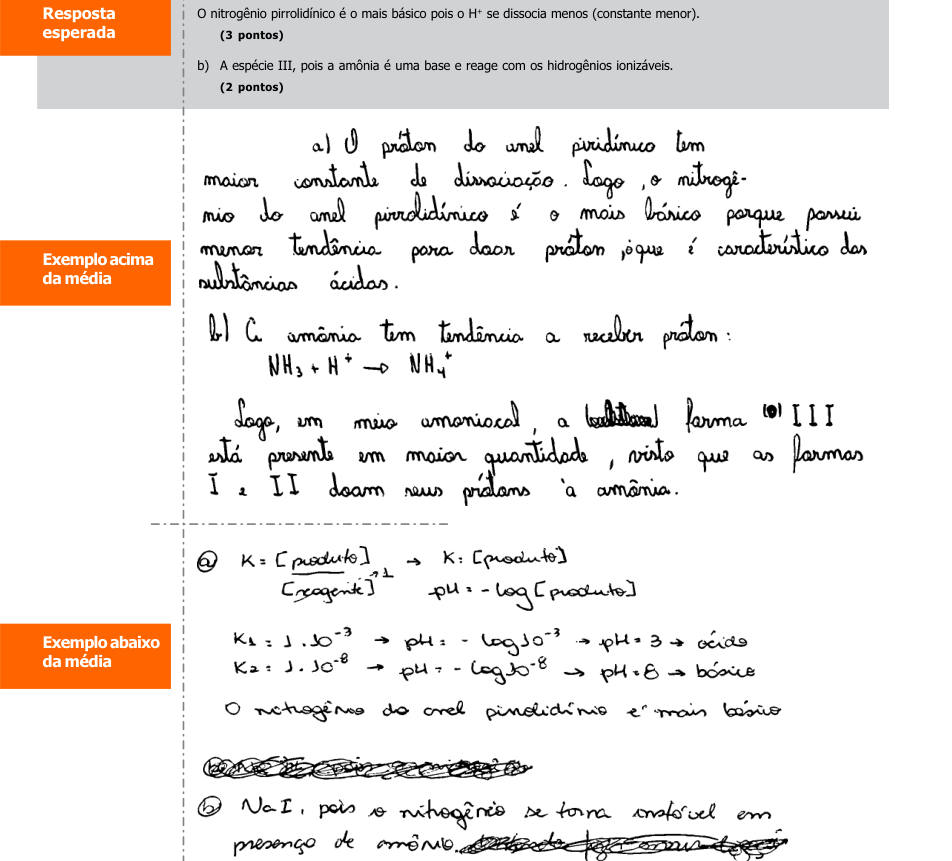 Resposta
esperada
O nitrogênio pirrolidínico é o mais básico pois o H⁺ se dissocia menos (constante menor).
(3 pontos)
b) A espécie III, pois a amônia é uma base e reage com os hidrogênios ionizáveis.
(2 pontos)
Exemplo acima
da média
a) O próton do anel piridínico tem
maior constante de dissociação. Logo, o nitrogê-
nio do anel pirrolidínico é o mais básico porque possui
menor tendência para doar próton, o que é característico das
substâncias ácidas.
b) A amônia tem tendência a receber próton:
NH₃ + H⁺ → NH₄⁺
Logo, em meio amoniacal, a forma III
está presente em maior quantidade, visto que as formas
I e II doam seus prótons à amônia.
Exemplo abaixo
da média
a) K = [produto] → K = [produto]
[reagente]→1 pH = - log [produto]
K₁ = 1.10⁻³ → pH = - log10⁻³ → pH = 3 → ácido
K₂ = 1.10⁻⁸ → pH = - log10⁻⁸ → pH = 8 → básico
O nitrogênio do anel pirrolidínio é mais básico
b) Na I, pois o nitrogênio se torna instável em
presença de amônia.